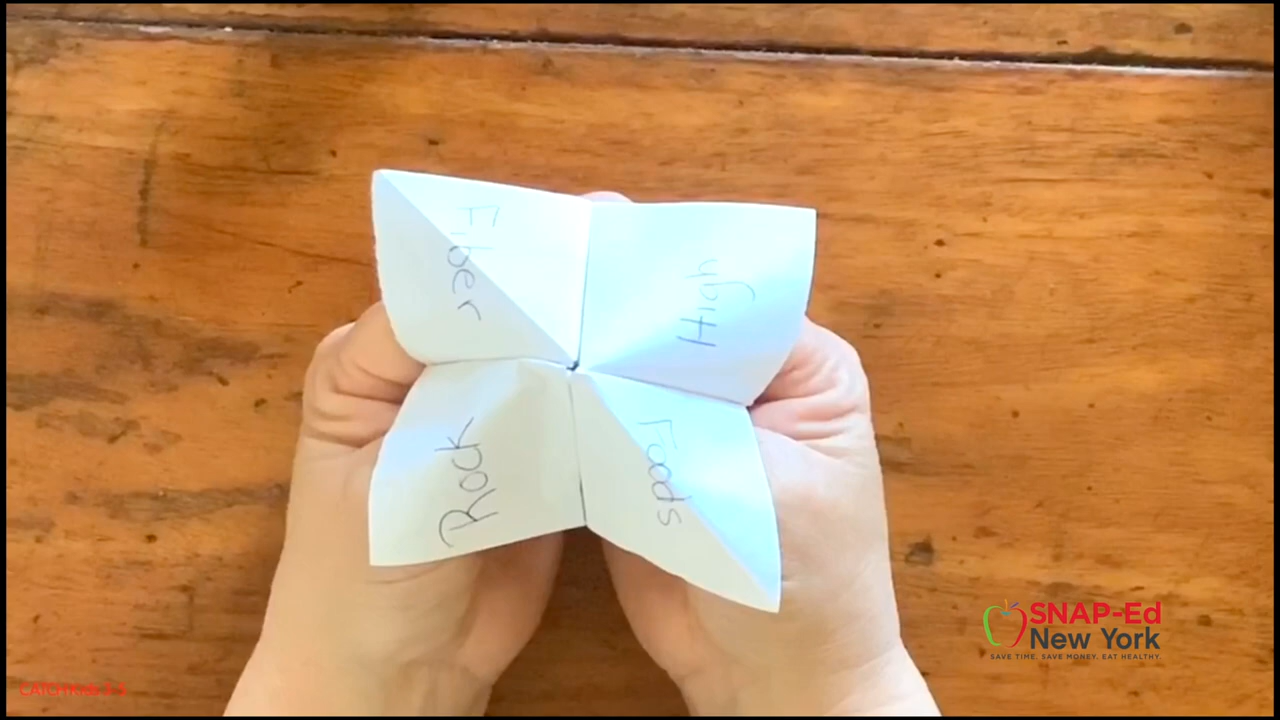 High
Fiber
Foods
Rock
SNAP-Ed
New York
SAVE TIME. SAVE MONEY. EAT HEALTHY.